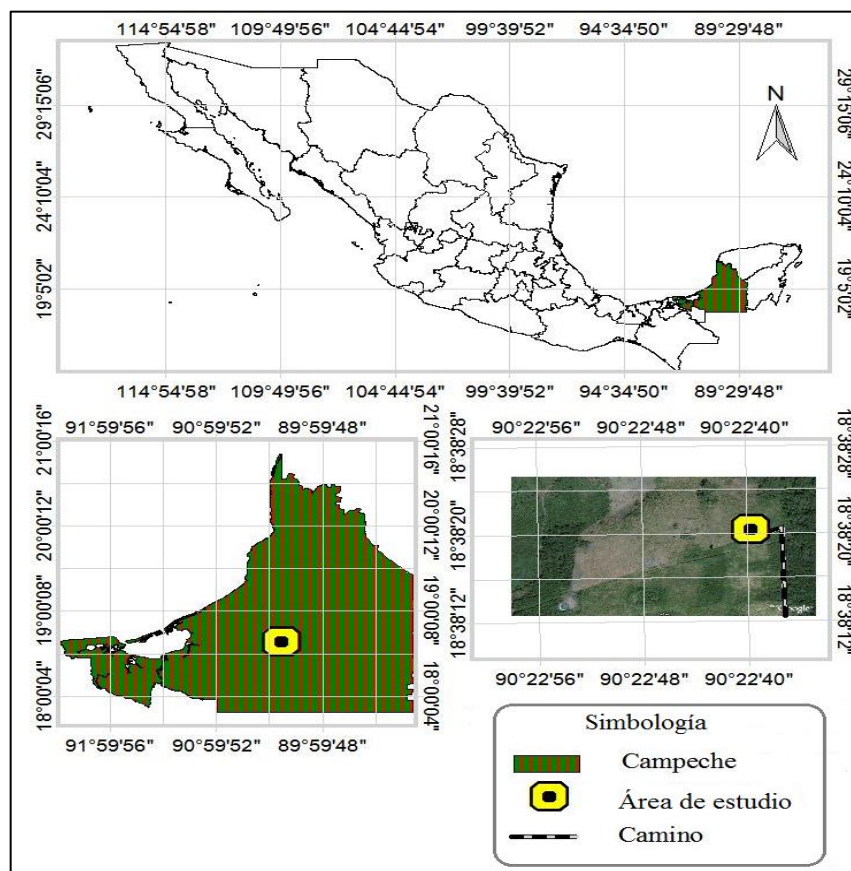 114°54'58" 109°49'56" 104°44'54" 99°39'52" 94°34'50" 89°29'48"
29°15'06" 29°15'06"
N
24°10'04" 24°10'04"
19°5'02" 19°5'02"
114°54'58" 109°49'56" 104°44'54" 99°39'52" 94°34'50" 89°29'48"
91°59'56" 90°59'52" 89°59'48"
21°00'16" 21°00'16"
20°00'12" 20°00'12"
19°00'08" 19°00'08"
18°00'04" 18°00'04"
91°59'56" 90°59'52" 89°59'48"
90°22'56" 90°22'48" 90°22'40"
18°38'28" 18°38'28"
18°38'20" 18°38'20"
Google
18°38'12" 18°38'12"
90°22'56" 90°22'48" 90°22'40"
Simbología
Campeche
Área de estudio
Camino